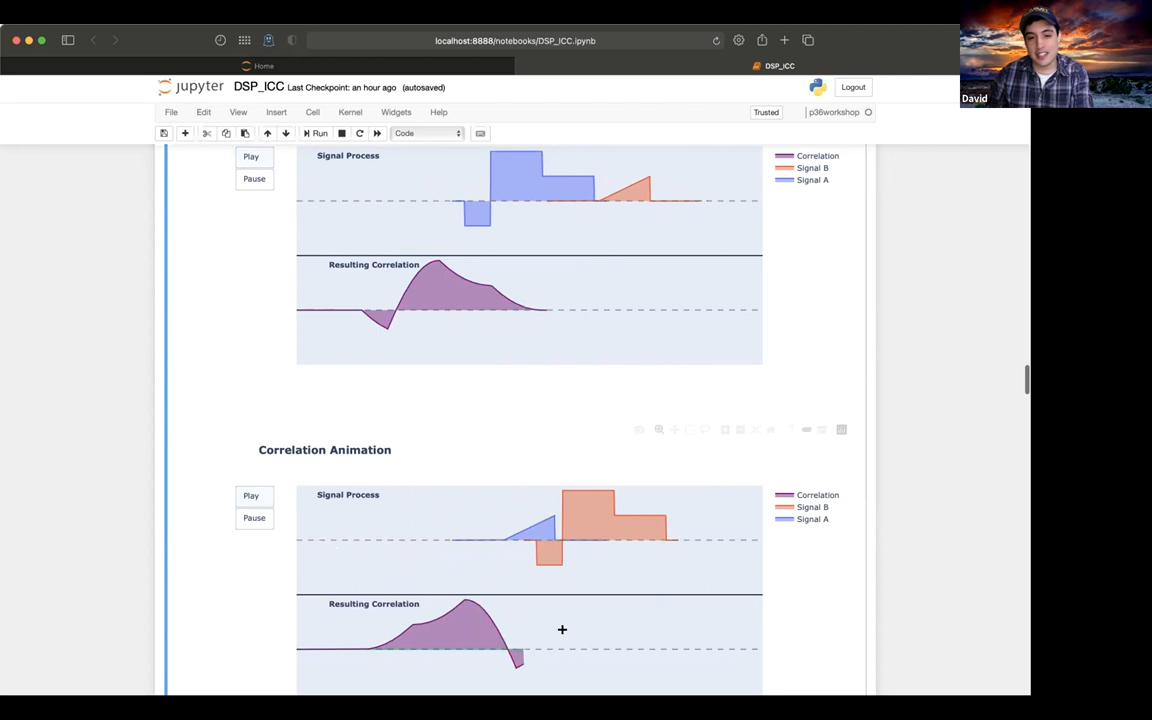 localhost:8888/notebooks/DSP_ICC.ipynb
Home
DSP_ICC
David
jupyter DSP_ICC Last Checkpoint: an hour ago (autosaved)
Logout
File Edit View Insert Cell Kernel Widgets Help
Trusted
p36workshop
Run
Code
Play
Pause
Signal Process
Correlation
Signal B
Signal A
Resulting Correlation
Correlation Animation
Play
Pause
Signal Process
Correlation
Signal B
Signal A
Resulting Correlation